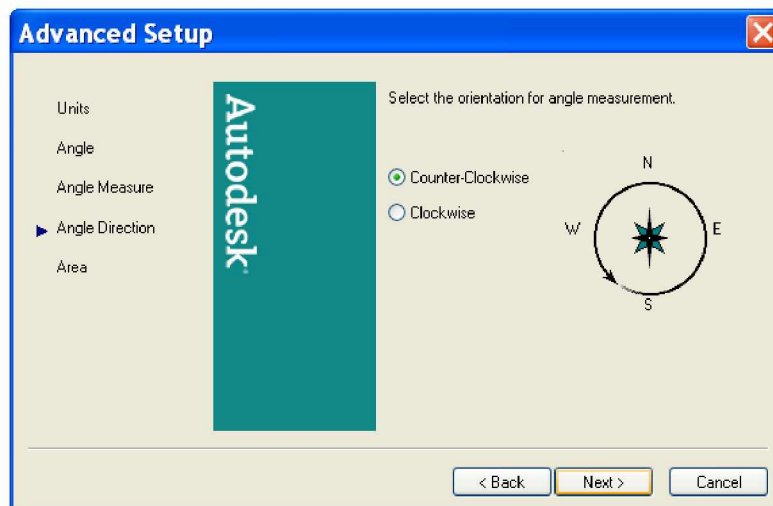 Advanced Setup
Units
Angle
Angle Measure
Angle Direction
Area
Autodesk®
Select the orientation for angle measurement.
Counter-Clockwise
Clockwise
N
W
E
S
< Back
Next >
Cancel